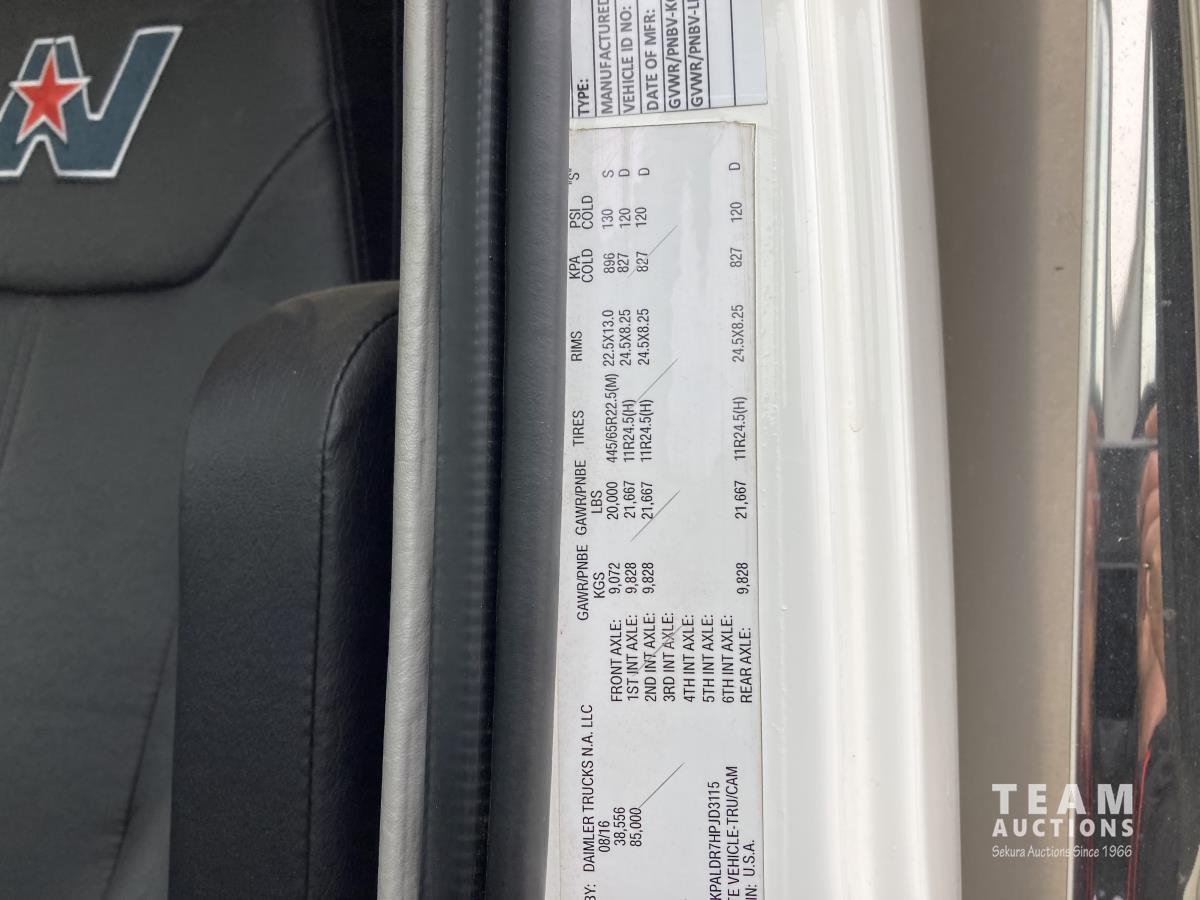 TYPE:
MANUFACTURED
VEHICLE ID NO:
DATE OF MFR:
GVWR/PNBV-KG
GVWR/PNBV-L
BY: DAIMLER TRUCKS N.A. LLC
08/16
38,556
85,000
KPALDR7HPJD3115
TE VEHICLE-TRU/CAM
IN: U.S.A.
GAWR/PNBE GAWR/PNBE TIRES RIMS KPA PSI "S"
KGS LBS COLD COLD
FRONT AXLE: 9,072 20,000 445/65R22.5(M) 22.5X13.0 896 130 S
1ST INT AXLE: 9,828 21,667 11R24.5(H) 24.5X8.25 827 120 D
2ND INT AXLE: 9,828 21,667 11R24.5(H) 24.5X8.25 827 120 D
3RD INT AXLE:
4TH INT AXLE:
5TH INT AXLE:
6TH INT AXLE:
REAR AXLE: 9,828 21,667 11R24.5(H) 24.5X8.25 827 120 D
TEAM
AUCTIONS
Sekura Auctions Since 1966